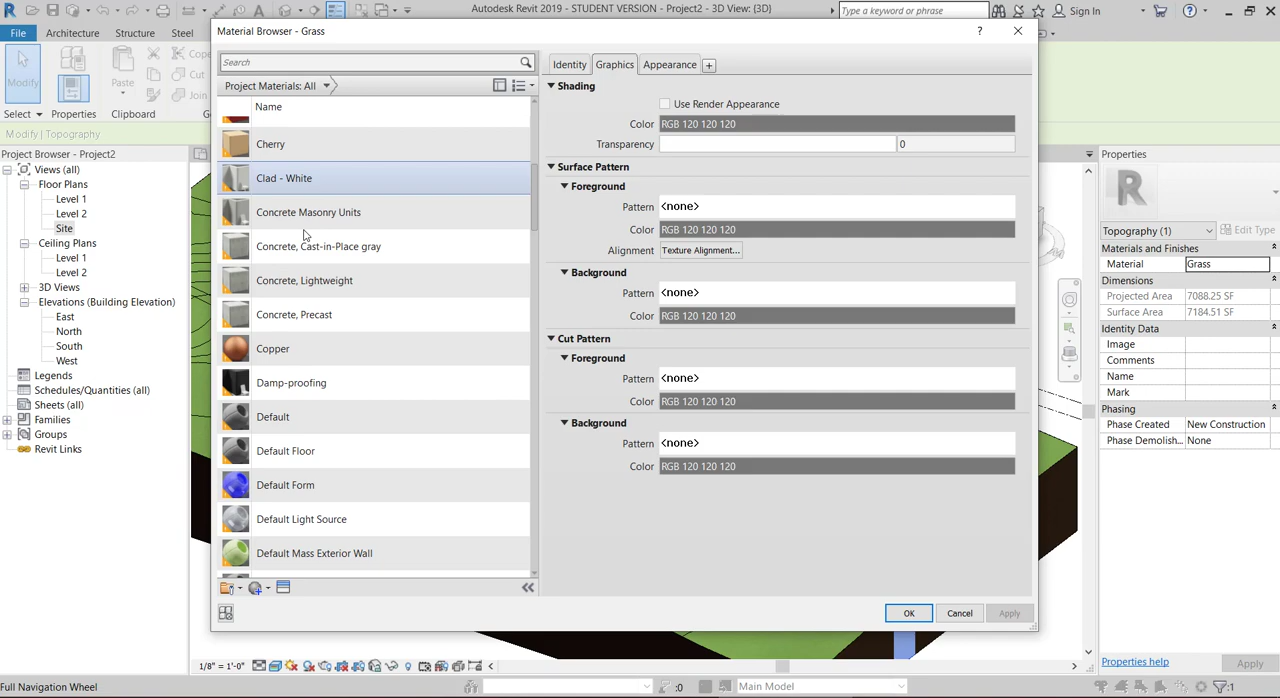 Autodesk Revit 2019 - STUDENT VERSION - Project2 - 3D View: {3D}
Type a keyword or phrase
Sign In
File
Architecture
Structure
Steel
Modify
Paste
Cope
Cut
Join
Select
Properties
Clipboard
Modify | Topography
Project Browser - Project2
Views (all)
Floor Plans
Level 1
Level 2
Site
Ceiling Plans
Level 1
Level 2
3D Views
Elevations (Building Elevation)
East
North
South
West
Legends
Schedules/Quantities (all)
Sheets (all)
Families
Groups
Revit Links
Material Browser - Grass
Search
Project Materials: All
Name
Cherry
Clad - White
Concrete Masonry Units
Concrete, Cast-in-Place gray
Concrete, Lightweight
Concrete, Precast
Copper
Damp-proofing
Default
Default Floor
Default Form
Default Light Source
Default Mass Exterior Wall
Identity
Graphics
Appearance
Shading
Use Render Appearance
Color RGB 120 120 120
Transparency 0
Surface Pattern
Foreground
Pattern <none>
Color RGB 120 120 120
Alignment Texture Alignment...
Background
Pattern <none>
Color RGB 120 120 120
Cut Pattern
Foreground
Pattern <none>
Color RGB 120 120 120
Background
Pattern <none>
Color RGB 120 120 120
OK
Cancel
Apply
Properties
Topography (1)
Edit Type
Materials and Finishes
Material Grass
Dimensions
Projected Area 7088.25 SF
Surface Area 7184.51 SF
Identity Data
Image
Comments
Name
Mark
Phasing
Phase Created New Construction
Phase Demolish... None
Properties help
Apply
1/8" = 1'-0"
Full Navigation Wheel
:0
Main Model
:1